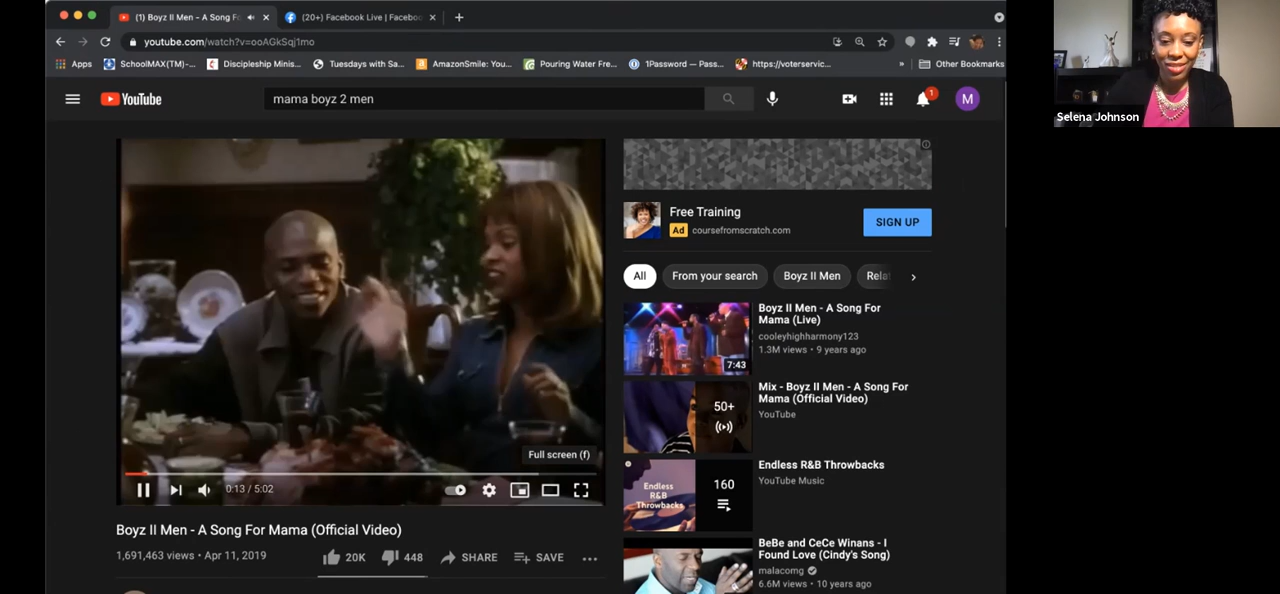 (1) Boyz II Men - A Song F
(20+) Facebook Live | Faceboo
youtube.com/watch?v=ooAGkSqj1mo
Apps
SchoolMAX(TM)-...
Discipleship Minis...
Tuesdays with Sa...
AmazonSmile: You...
Pouring Water Fre...
1Password — Pass...
https://voterservic...
»
Other Bookmarks
YouTube
mama boyz 2 men
1
M
Selena Johnson
Free Training
Ad coursefromscratch.com
SIGN UP
All
From your search
Boyz II Men
Rela
Full screen (f)
0:13 / 5:02
Boyz II Men - A Song For Mama (Official Video)
1,691,463 views • Apr 11, 2019
20K
448
SHARE
SAVE
Boyz II Men - A Song For
Mama (Live)
cooleyhighharmony123
1.3M views • 9 years ago
7:43
Mix - Boyz II Men - A Song For
Mama (Official Video)
YouTube
50+
Endless R&B Throwbacks
YouTube Music
Endless
R&B
Throwbacks
160
BeBe and CeCe Winans - I
Found Love (Cindy's Song)
malacomg
6.6M views • 10 years ago